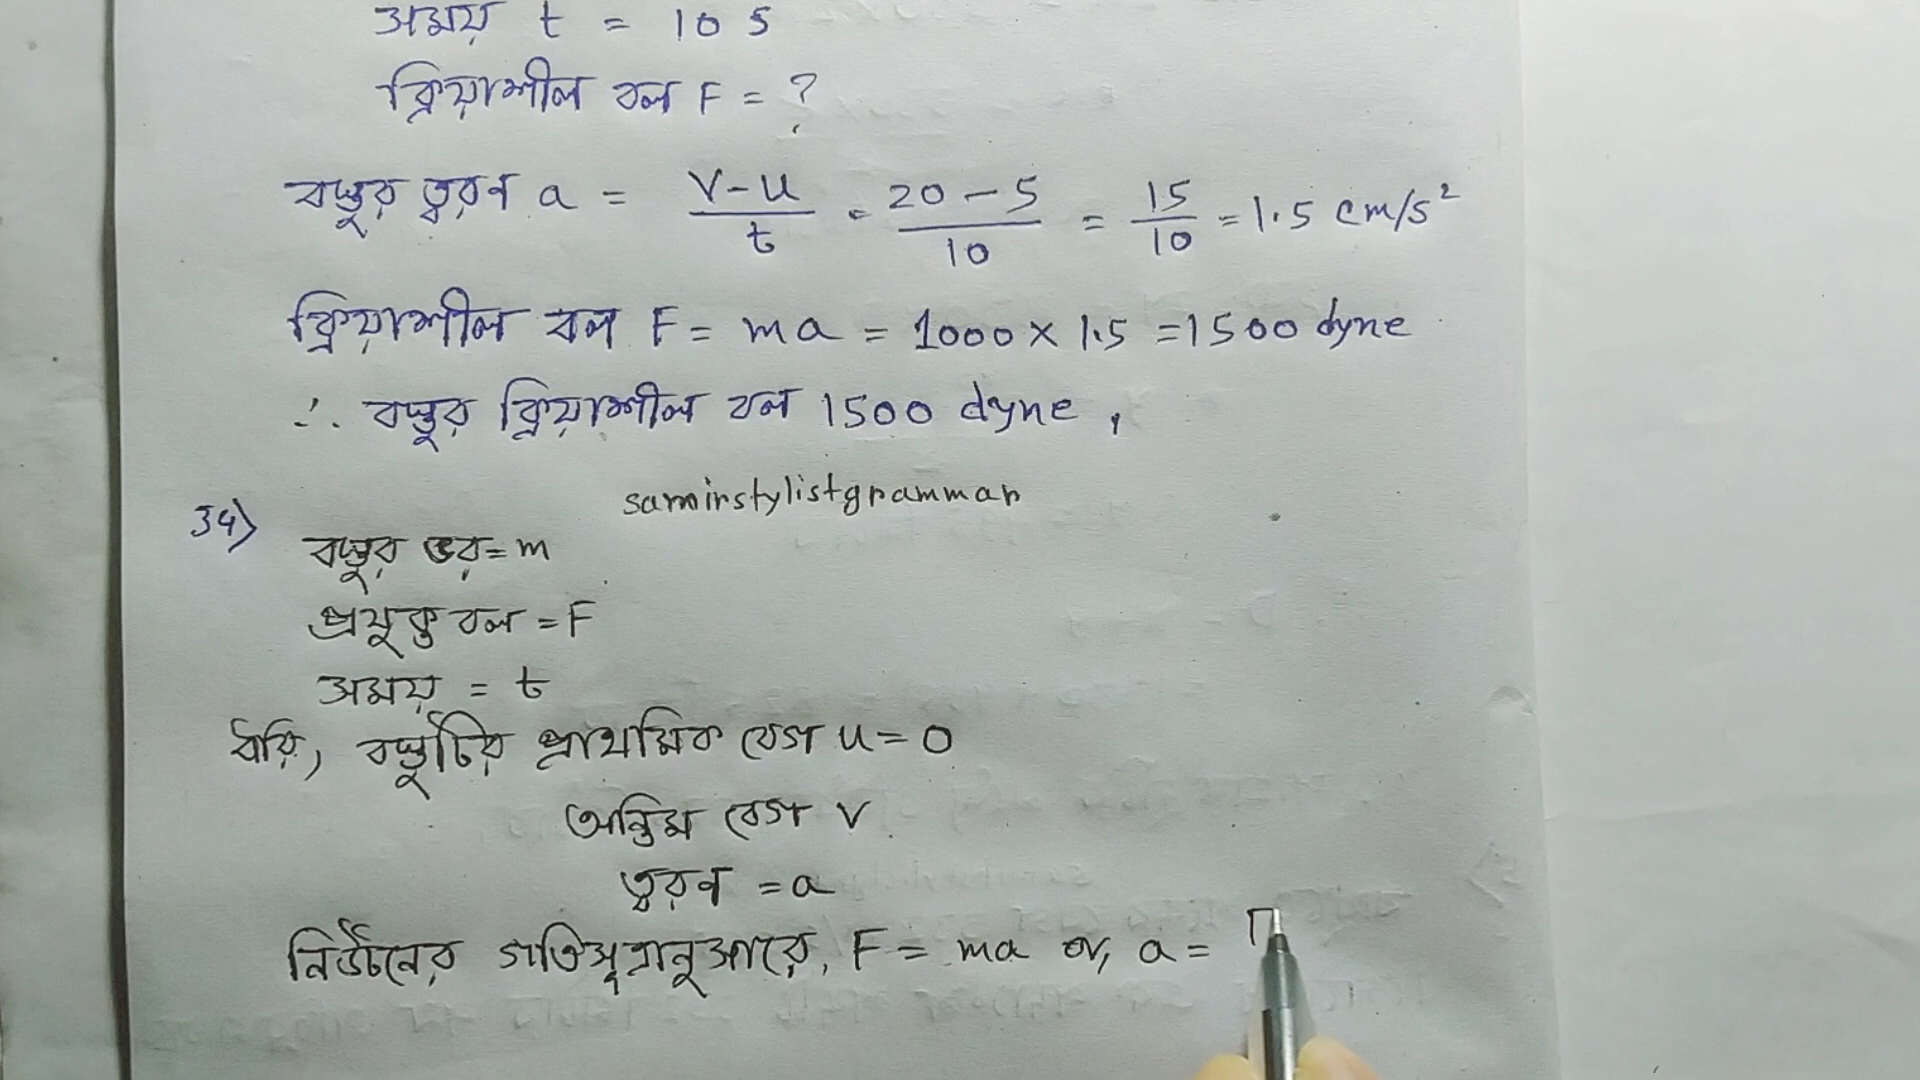 সময় t = 10 s
ক্রিয়াশীল বল F = ?
বস্তুর ত্বরণ a = v-u/t = 20-5/10 = 15/10 = 1.5 cm/s²
ক্রিয়াশীল বল F = ma = 1000 × 1.5 = 1500 dyne
∴ বস্তুর ক্রিয়াশীল বল 1500 dyne,
saminstylistgrammar
34)
বস্তুর ভর = m
প্রযুক্ত বল = F
সময় = t
ধরি, বস্তুটির প্রাথমিক বেগ u = 0
অন্তিম বেগ v
ত্বরণ = a
নিউটনের গতিসূত্রানুসারে, F = ma or, a =